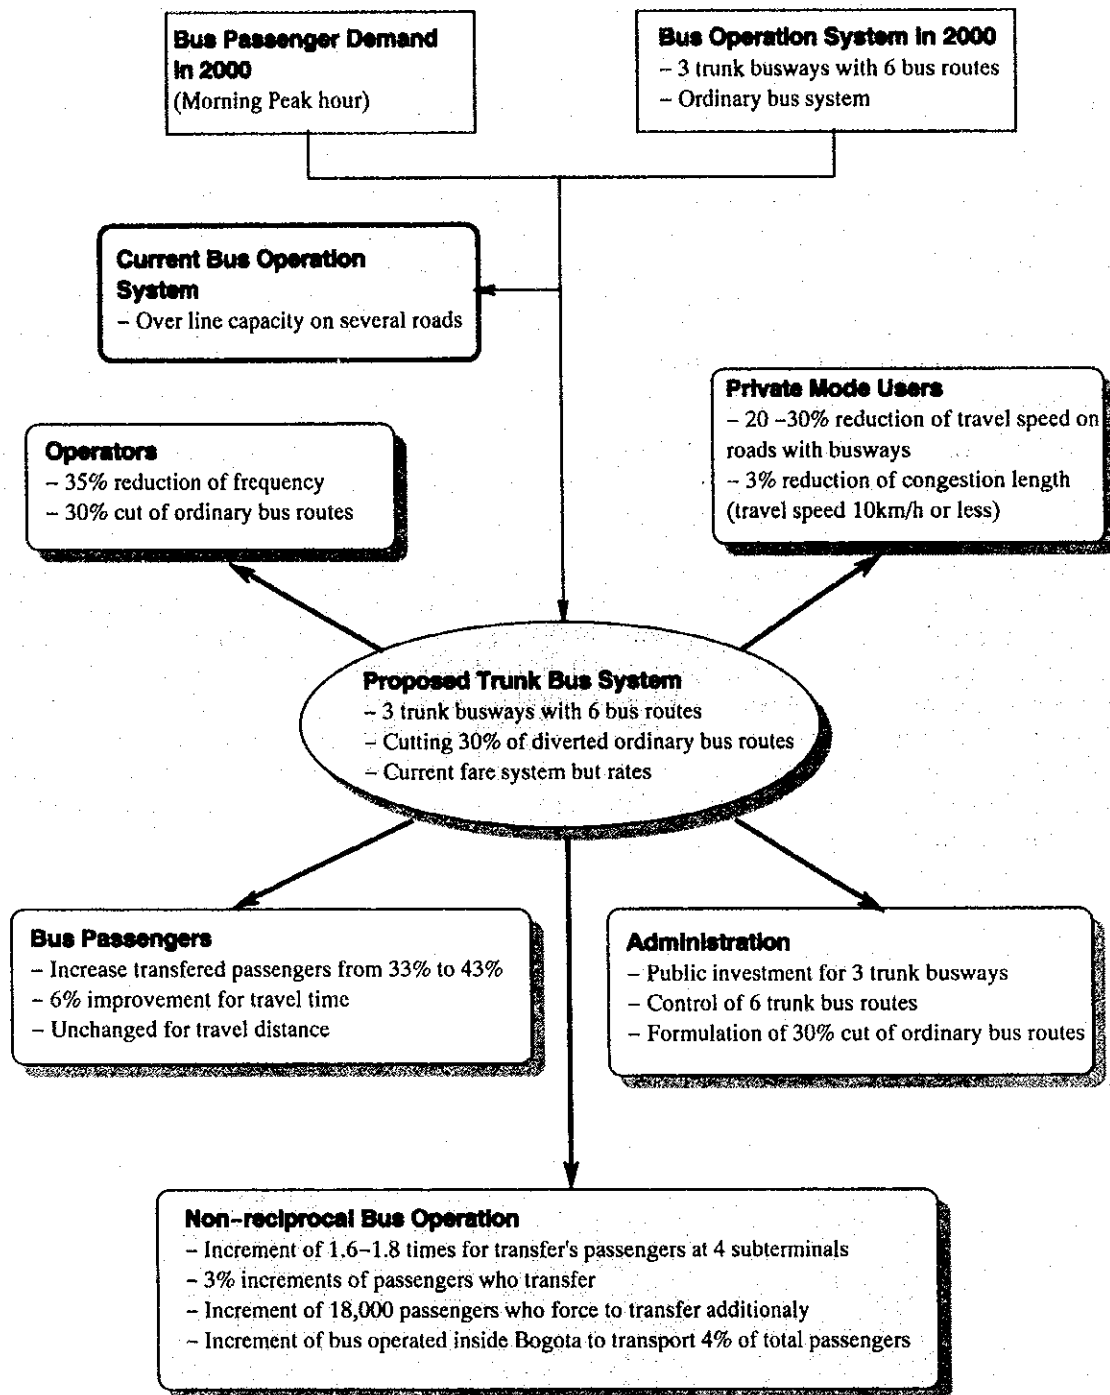 Bus Passenger Demand
in 2000
(Morning Peak hour)
Bus Operation System in 2000
– 3 trunk busways with 6 bus routes
– Ordinary bus system
Current Bus Operation
System
– Over line capacity on several roads
Private Mode Users
– 20 –30% reduction of travel speed on
roads with busways
– 3% reduction of congestion length
(travel speed 10km/h or less)
Operators
– 35% reduction of frequency
– 30% cut of ordinary bus routes
Proposed Trunk Bus System
– 3 trunk busways with 6 bus routes
– Cutting 30% of diverted ordinary bus routes
– Current fare system but rates
Bus Passengers
– Increase transfered passengers from 33% to 43%
– 6% improvement for travel time
– Unchanged for travel distance
Administration
– Public investment for 3 trunk busways
– Control of 6 trunk bus routes
– Formulation of 30% cut of ordinary bus routes
Non-reciprocal Bus Operation
– Increment of 1.6–1.8 times for transfer's passengers at 4 subterminals
– 3% increments of passengers who transfer
– Increment of 18,000 passengers who force to transfer additionaly
– Increment of bus operated inside Bogota to transport 4% of total passengers